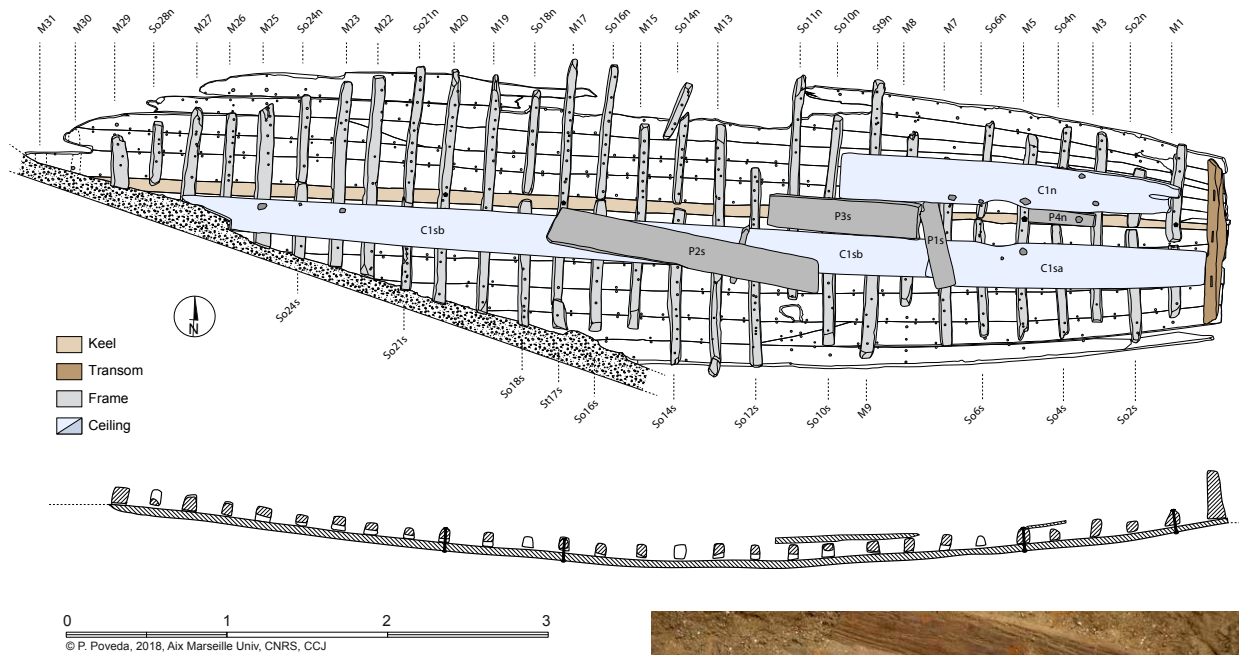 M31 M30 M29 So28n M27 M26 M25 So24n M23 M22 So21n M20 M19 So18n M17 So16n M15 So14n M13 So11n So10n St9n M8 M7 So6n M5 So4n M3 So2n M1
C1n
P3s P4n
C1sb P1s
P2s C1sb C1sa
So24s So21s So18s St17s So16s So14s So12s So10s M9 So6s So4s So2s
N
Keel
Transom
Frame
Ceiling
0 1 2 3
© P. Poveda, 2018, Aix Marseille Univ, CNRS, CCJ